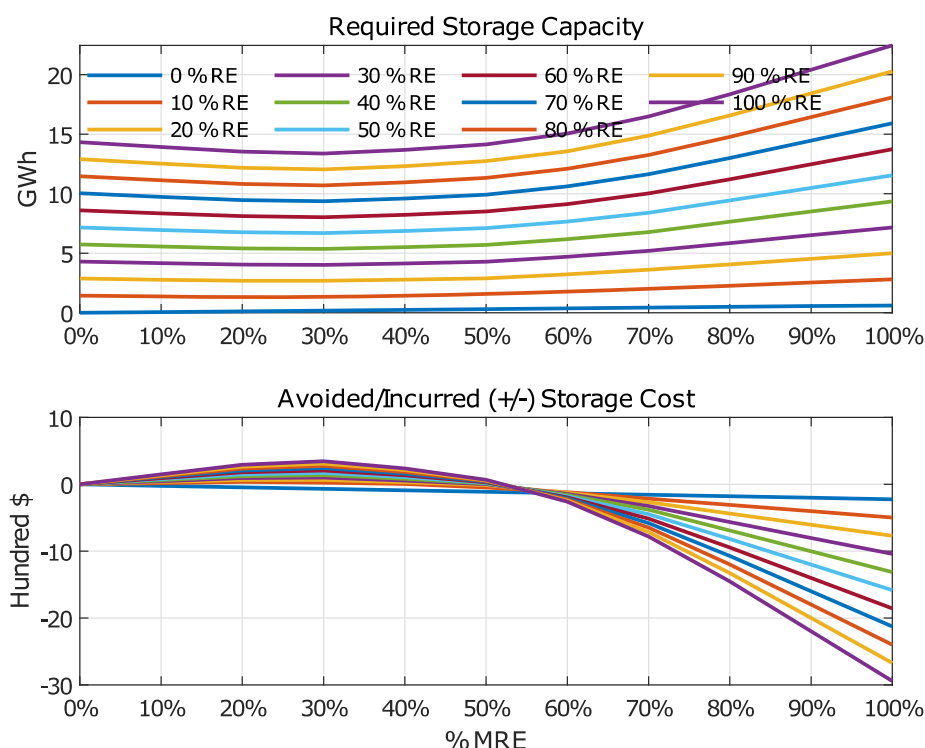 Required Storage Capacity
20
15
10
5
0
GWh
0 % RE 30 % RE 60 % RE 90 % RE
10 % RE 40 % RE 70 % RE 100 % RE
20 % RE 50 % RE 80 % RE
0% 10% 20% 30% 40% 50% 60% 70% 80% 90% 100%
Avoided/Incurred (+/-) Storage Cost
10
0
-10
-20
-30
Hundred $
0% 10% 20% 30% 40% 50% 60% 70% 80% 90% 100%
% MRE